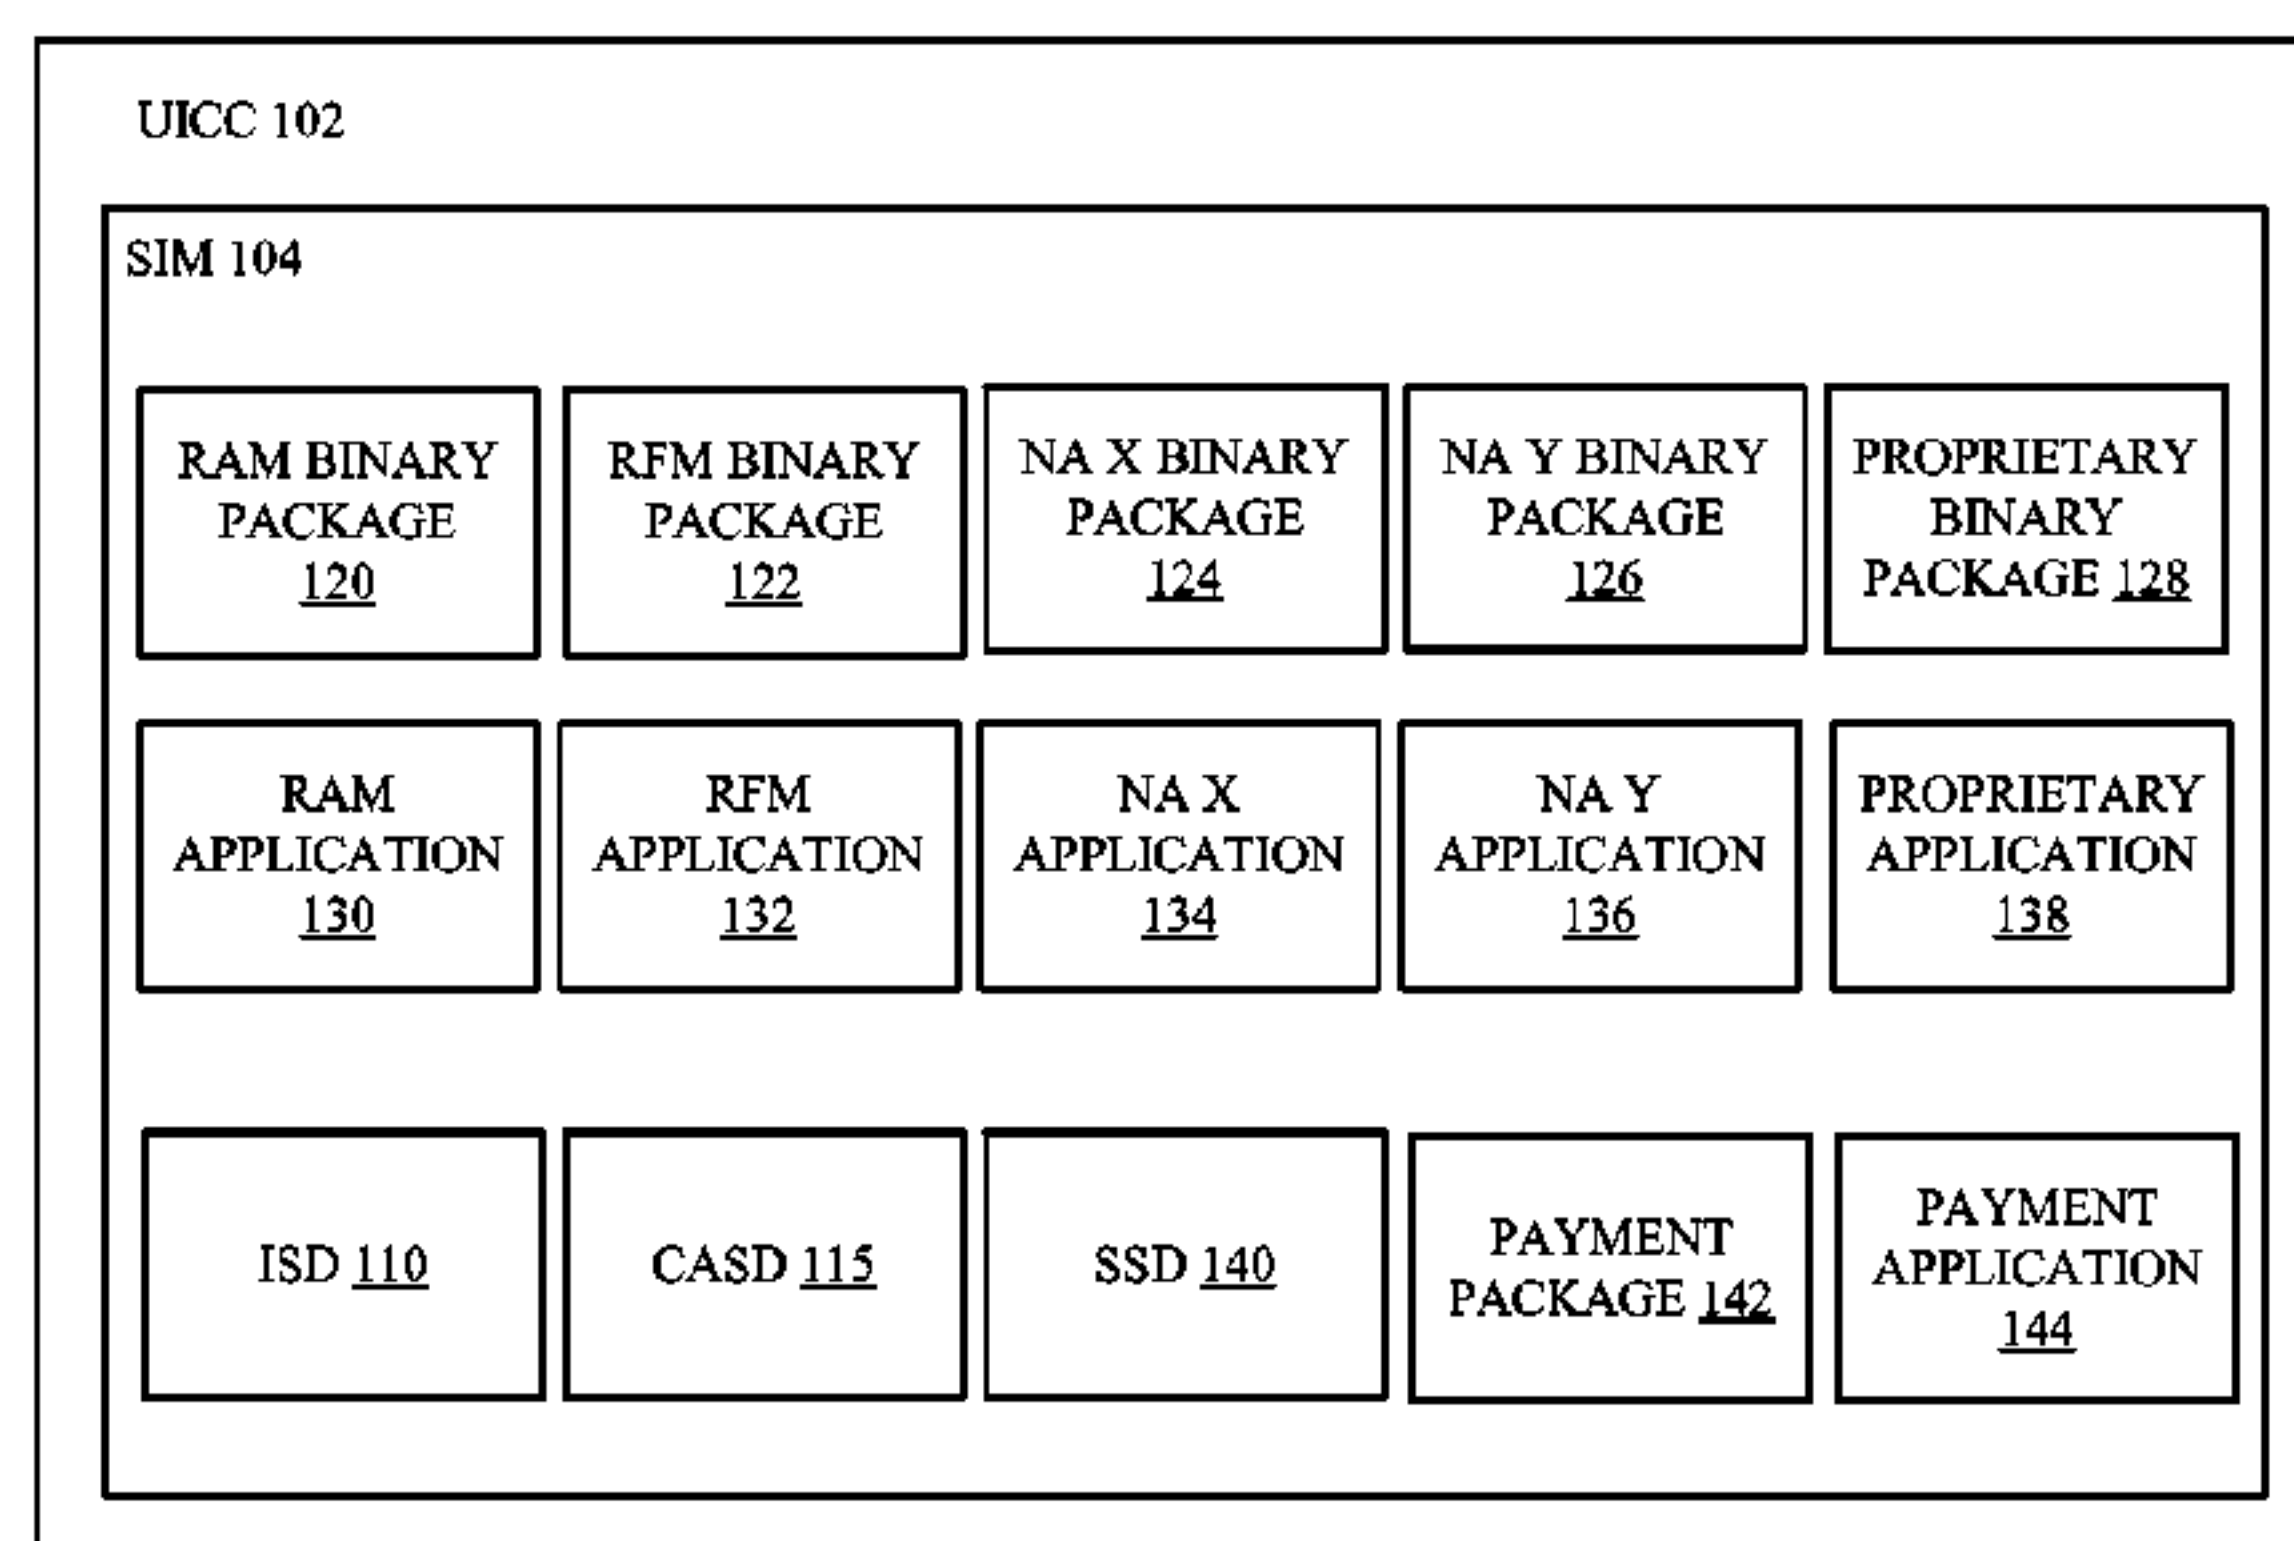 UICC 102
SIM 104
RAM BINARY
PACKAGE
120
RFM BINARY
PACKAGE
122
NA X BINARY
PACKAGE
124
NA Y BINARY
PACKAGE
126
PROPRIETARY
BINARY
PACKAGE 128
RAM
APPLICATION
130
RFM
APPLICATION
132
NA X
APPLICATION
134
NA Y
APPLICATION
136
PROPRIETARY
APPLICATION
138
ISD 110
CASD 115
SSD 140
PAYMENT
PACKAGE 142
PAYMENT
APPLICATION
144